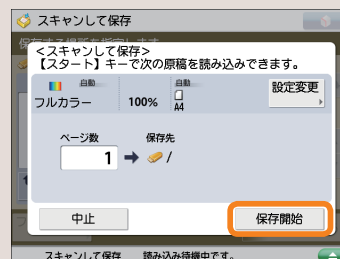 スキャンして保存
<スキャンして保存>
【スタート】キーで次の原稿を読み込みできます。
自動 自動
フルカラー 100% A4 設定変更
ページ数 保存先
1 /
中止 保存開始
スキャンして保存 読み込み待機中です。